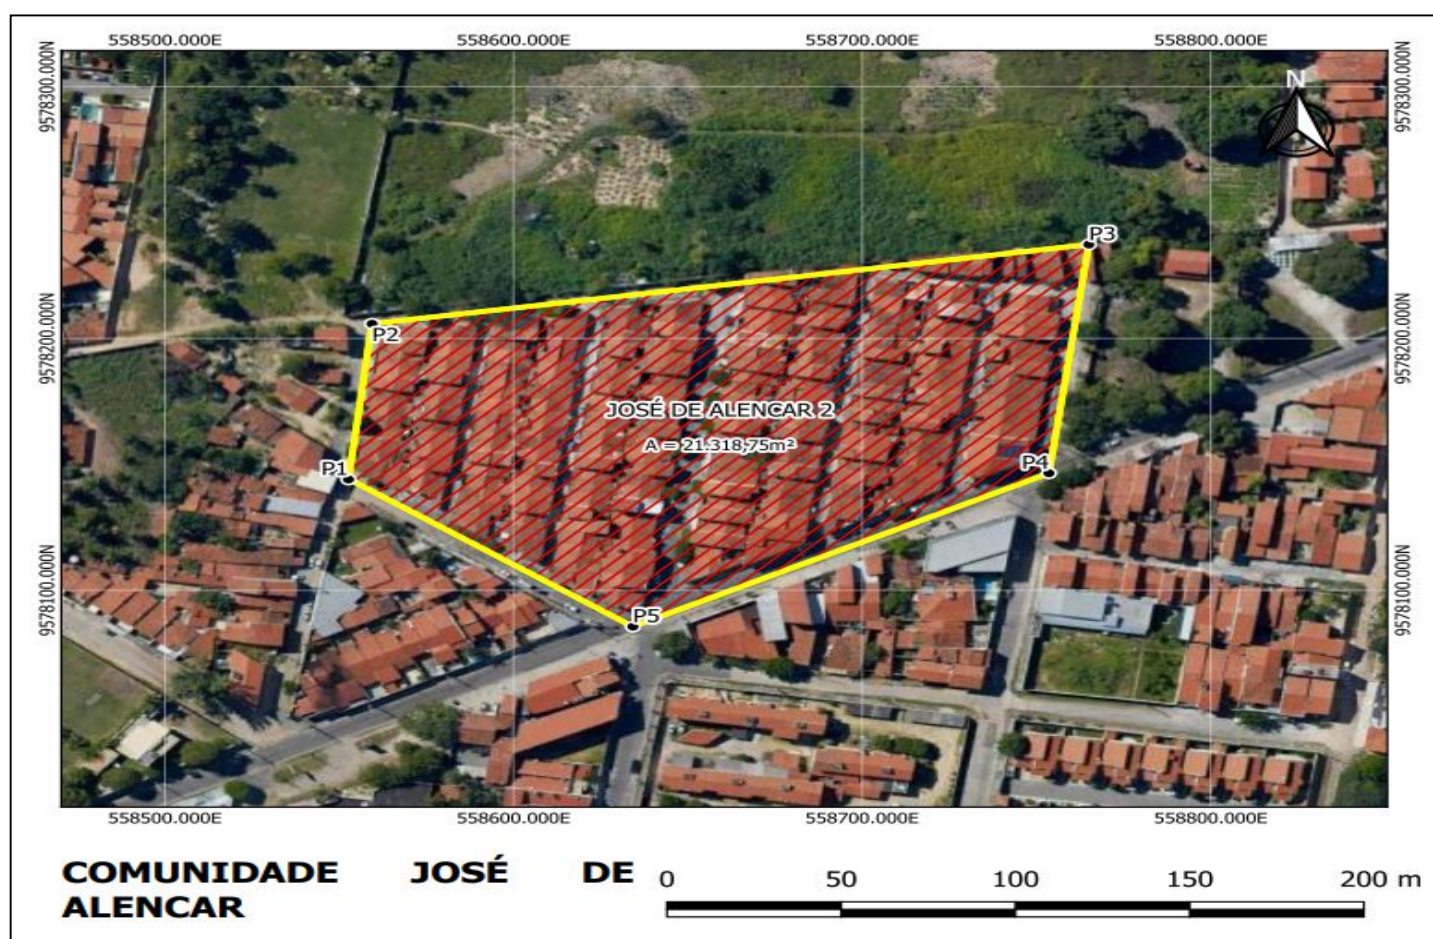 558500.000E 558600.000E 558700.000E 558800.000E
9578300.000N 9578300.000N
N
P3
9578200.000N 9578200.000N
P2
JOSÉ DE ALENCAR 2
A = 21.318,75m²
P1
P4
9578100.000N 9578100.000N
P5
558500.000E 558600.000E 558700.000E 558800.000E
COMUNIDADE JOSÉ DE
ALENCAR
0 50 100 150 200 m